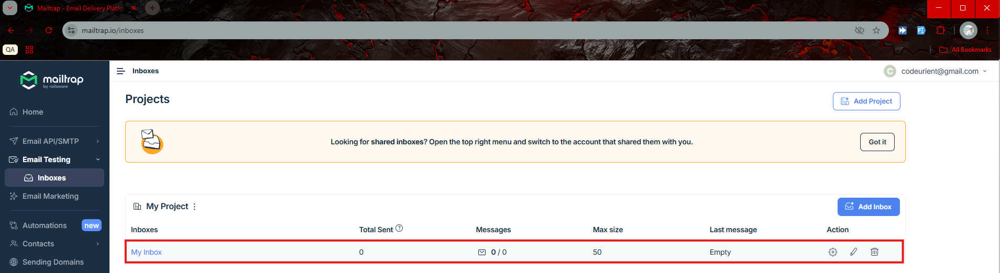 Mailtrap - Email Delivery Platf
mailtrap.io/inboxes
QA
All Bookmarks
mailtrap
by railsware
Home
Email API/SMTP
Email Testing
Inboxes
Email Marketing
Automations new
Contacts
Sending Domains
Inboxes
C codeurient@gmail.com
Projects
Add Project
Looking for shared inboxes? Open the top right menu and switch to the account that shared them with you.
Got it
My Project
Add Inbox
Inboxes Total Sent ? Messages Max size Last message Action
My Inbox 0 0 / 0 50 Empty